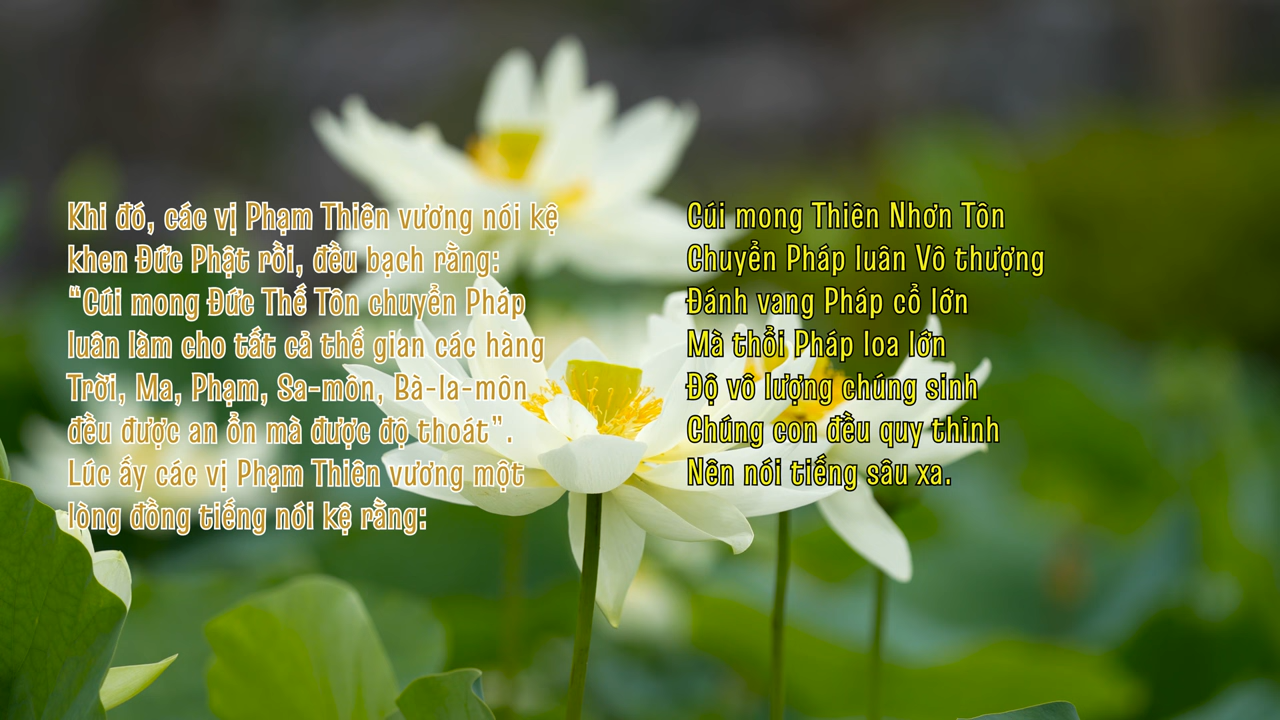 Khi đó, các vị Phạm Thiên vương nói kệ
khen Đức Phật rồi, đều bạch rằng:
“Cúi mong Đức Thế Tôn chuyển Pháp
luân làm cho tất cả thế gian các hàng
Trời, Ma, Phạm, Sa-môn, Bà-la-môn
đều được an ổn mà được độ thoát”.
Lúc ấy các vị Phạm Thiên vương một
lòng đồng tiếng nói kệ rằng:
Cúi mong Thiên Nhơn Tôn
Chuyển Pháp luân Vô thượng
Đánh vang Pháp cổ lớn
Mà thổi Pháp loa lớn
Độ vô lượng chúng sinh
Chúng con đều quy thỉnh
Nên nói tiếng sâu xa.